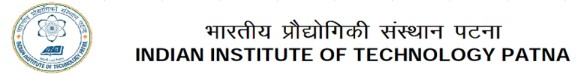 भारतीय प्रौद्योगिकी संस्थान पटना
INDIAN INSTITUTE OF TECHNOLOGY PATNA